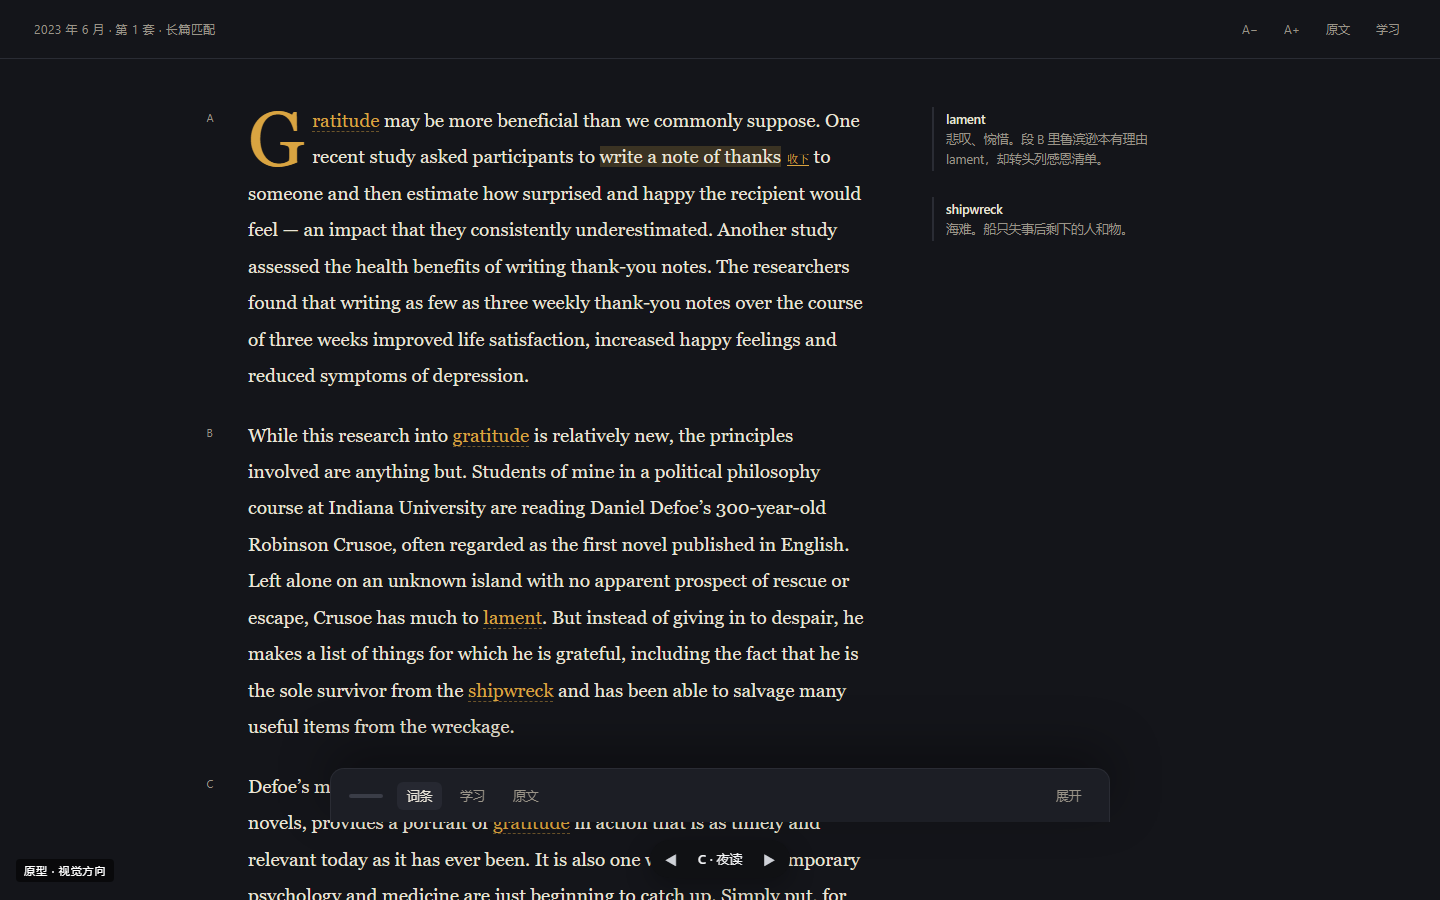 2023 年 6 月 · 第 1 套 · 长篇匹配
A− A+ 原文 学习
A
Gratitude may be more beneficial than we commonly suppose. One
recent study asked participants to write a note of thanks 收下 to
someone and then estimate how surprised and happy the recipient would
feel — an impact that they consistently underestimated. Another study
assessed the health benefits of writing thank-you notes. The researchers
found that writing as few as three weekly thank-you notes over the course
of three weeks improved life satisfaction, increased happy feelings and
reduced symptoms of depression.
lament
悲叹、惋惜。段 B 里鲁滨逊本有理由
lament，却转头列感恩清单。
shipwreck
海难。船只失事后剩下的人和物。
B
While this research into gratitude is relatively new, the principles
involved are anything but. Students of mine in a political philosophy
course at Indiana University are reading Daniel Defoe’s 300-year-old
Robinson Crusoe, often regarded as the first novel published in English.
Left alone on an unknown island with no apparent prospect of rescue or
escape, Crusoe has much to lament. But instead of giving in to despair, he
makes a list of things for which he is grateful, including the fact that he is
the sole survivor from the shipwreck and has been able to salvage many
useful items from the wreckage.
C
Defoe’s
词条 学习 原文 展开
novels, provides a portrait of gratitude in action that is as timely and
relevant today as it has ever been. It is also one
◀ C · 夜读 ▶
psychology and medicine are just beginning to catch up. Simply put, for
原型 · 视觉方向